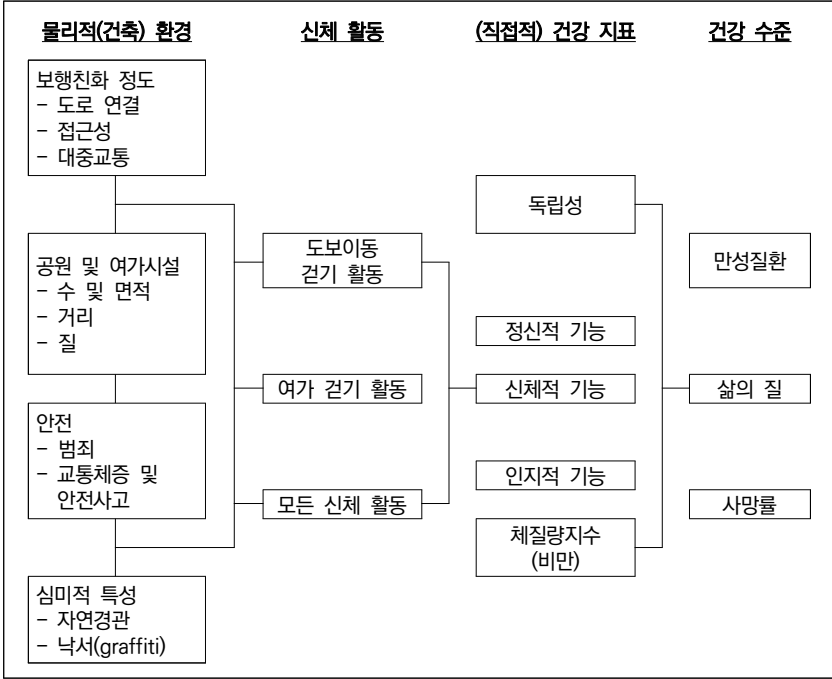 물리적(건축) 환경
신체 활동
(직접적) 건강 지표
건강 수준
보행친화 정도
- 도로 연결
- 접근성
- 대중교통
공원 및 여가시설
- 수 및 면적
- 거리
- 질
안전
- 범죄
- 교통체증 및
안전사고
심미적 특성
- 자연경관
- 낙서(graffiti)
도보이동
걷기 활동
여가 걷기 활동
모든 신체 활동
독립성
정신적 기능
신체적 기능
인지적 기능
체질량지수
(비만)
만성질환
삶의 질
사망률